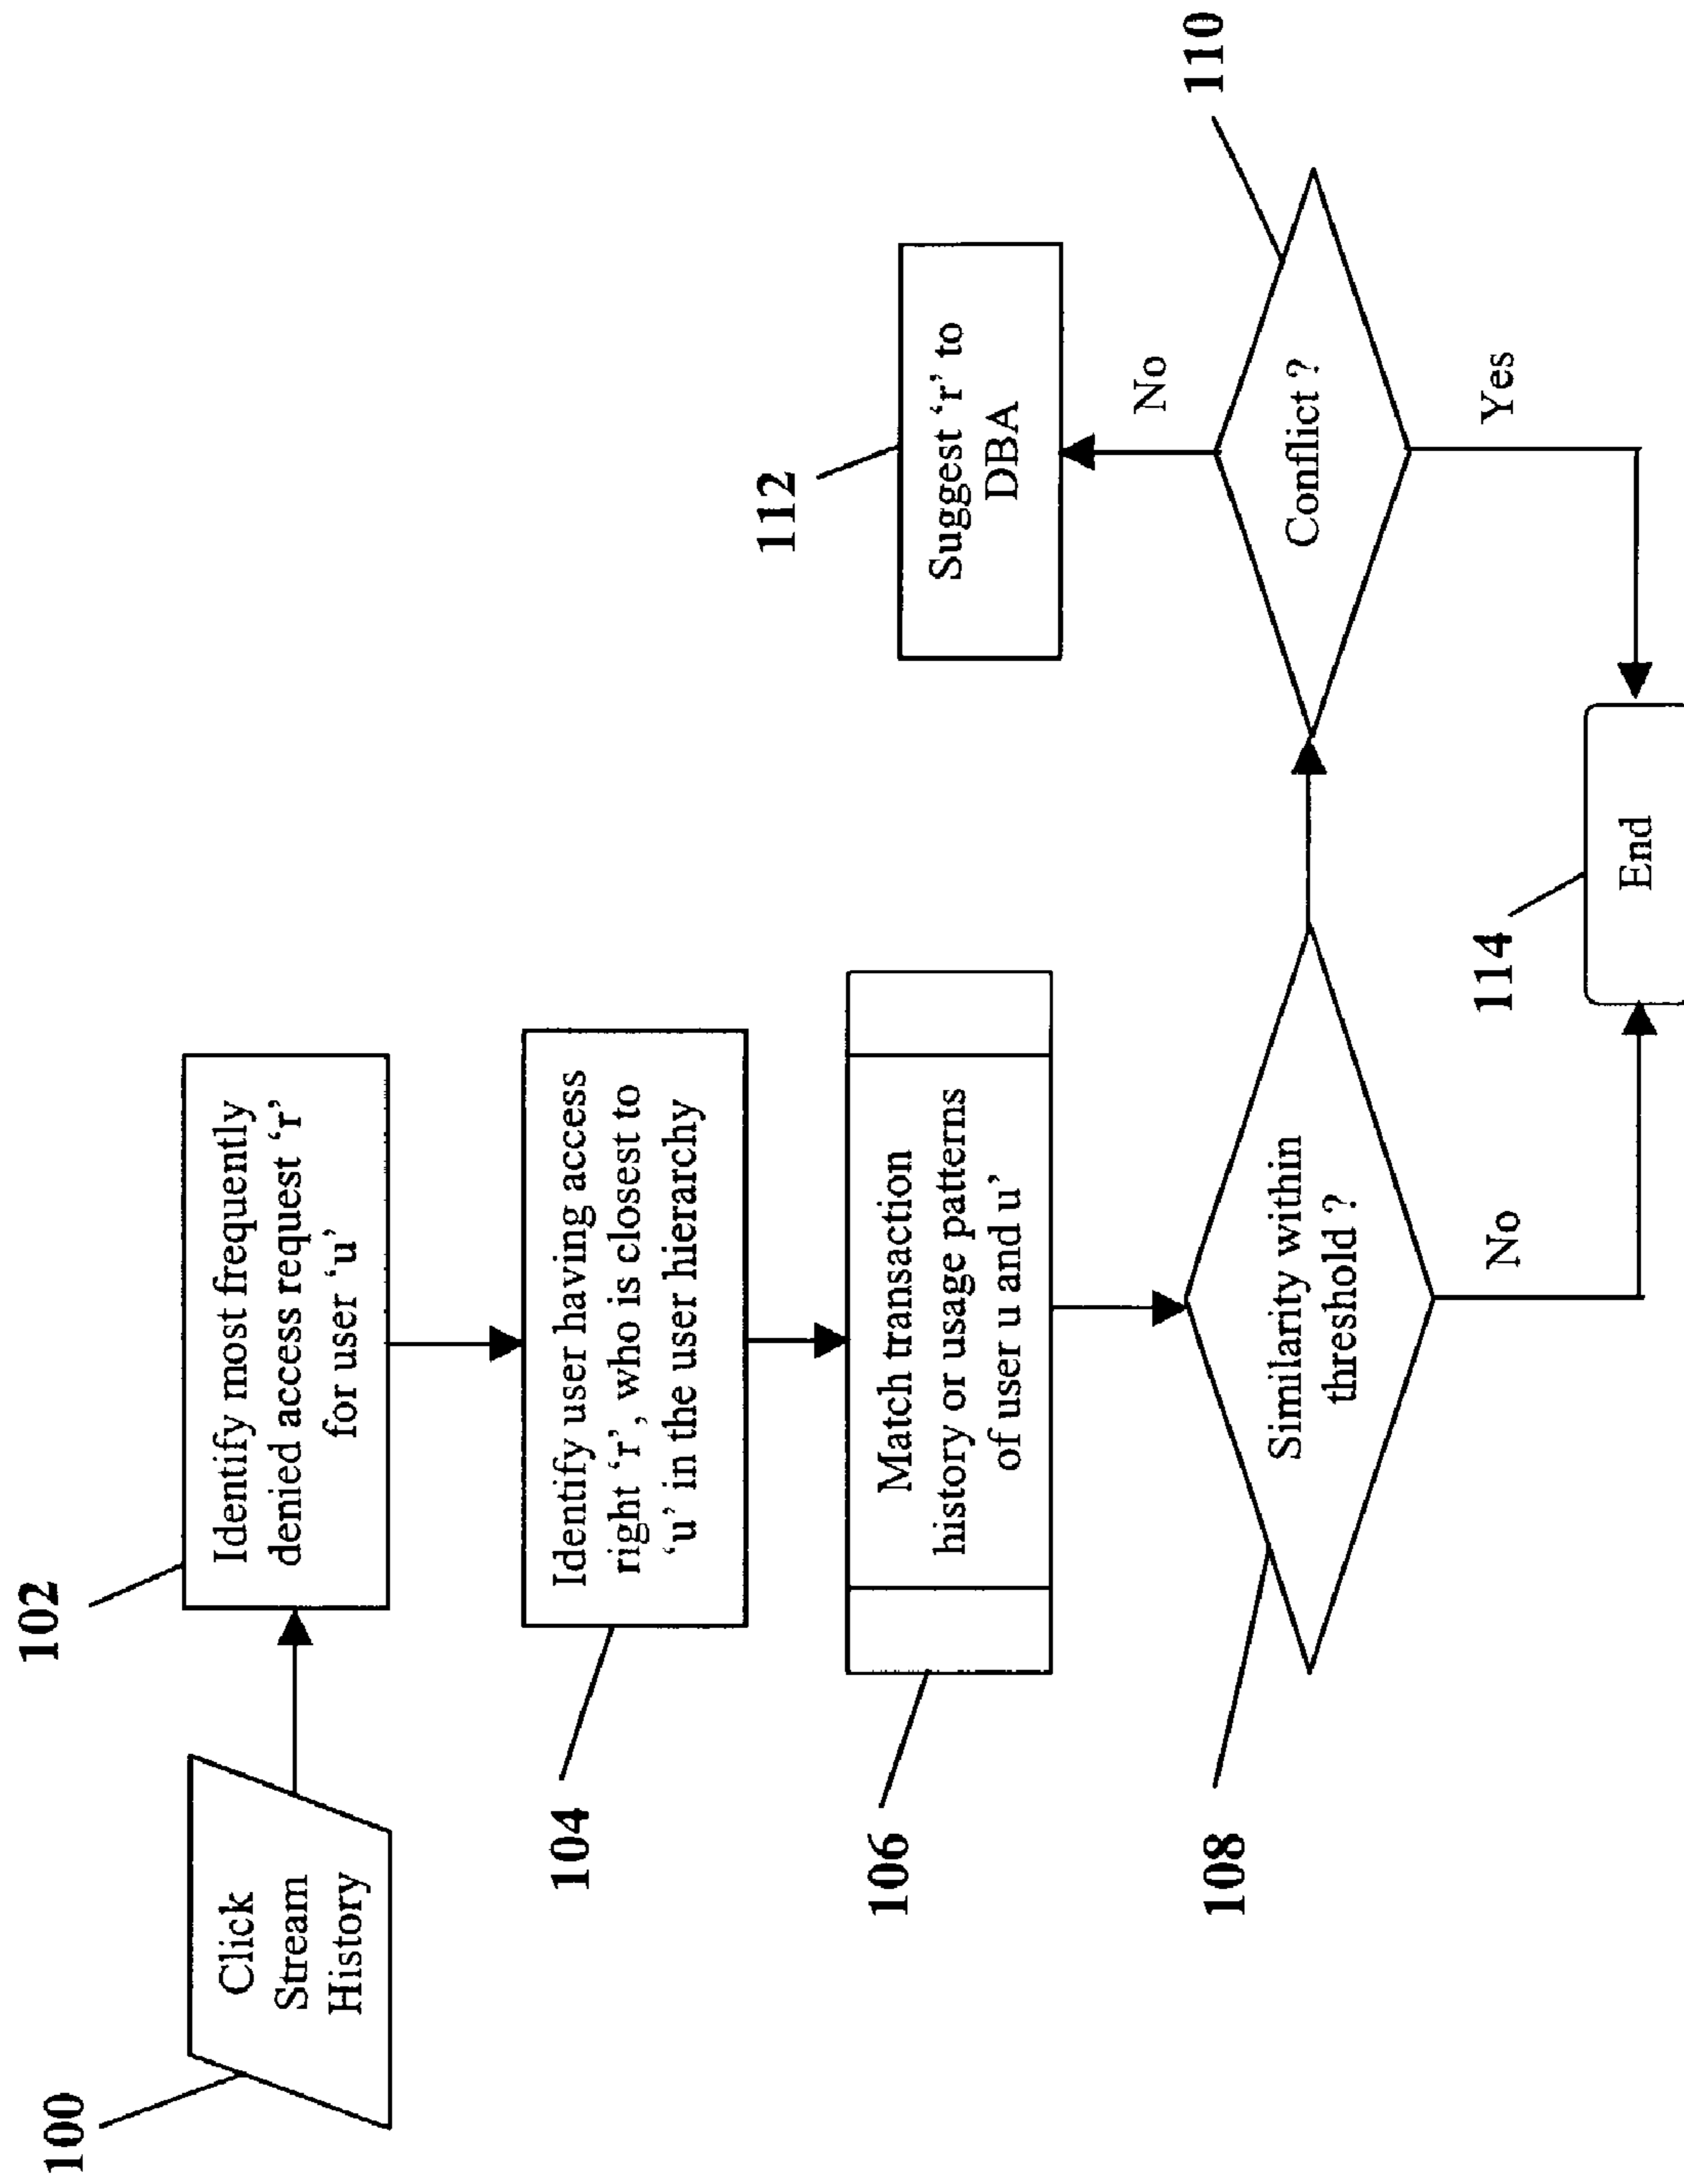 100
Click
Stream
History
102
Identify most frequently
denied access request ‘r’
for user ‘u’
104
Identify user having access
right ‘r’, who is closest to
‘u’ in the user hierarchy
106
Match transaction
history or usage patterns
of user u and u’
108
Similarity within
threshold ?
No
110
Conflict ?
No
Yes
112
Suggest ‘r’ to
DBA
114
End